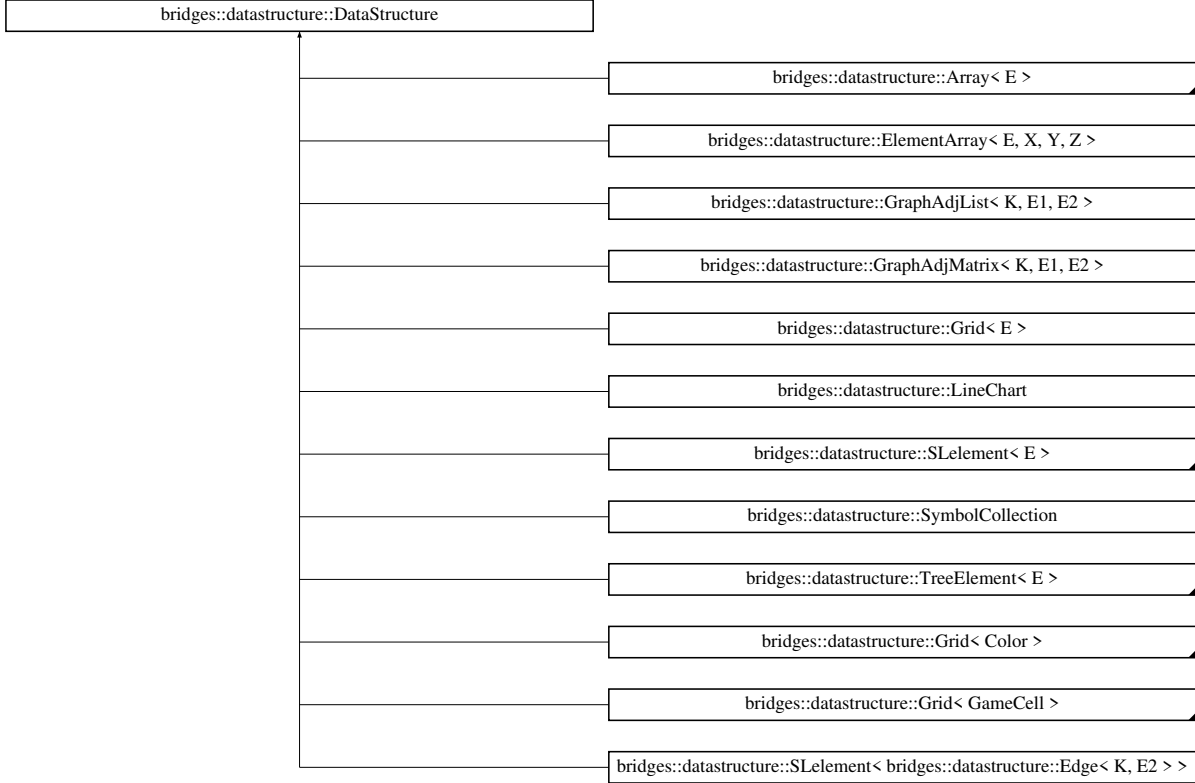 bridges::datastructure::DataStructure
bridges::datastructure::Array< E >
bridges::datastructure::ElementArray< E, X, Y, Z >
bridges::datastructure::GraphAdjList< K, E1, E2 >
bridges::datastructure::GraphAdjMatrix< K, E1, E2 >
bridges::datastructure::Grid< E >
bridges::datastructure::LineChart
bridges::datastructure::SLelement< E >
bridges::datastructure::SymbolCollection
bridges::datastructure::TreeElement< E >
bridges::datastructure::Grid< Color >
bridges::datastructure::Grid< GameCell >
bridges::datastructure::SLelement< bridges::datastructure::Edge< K, E2 > >